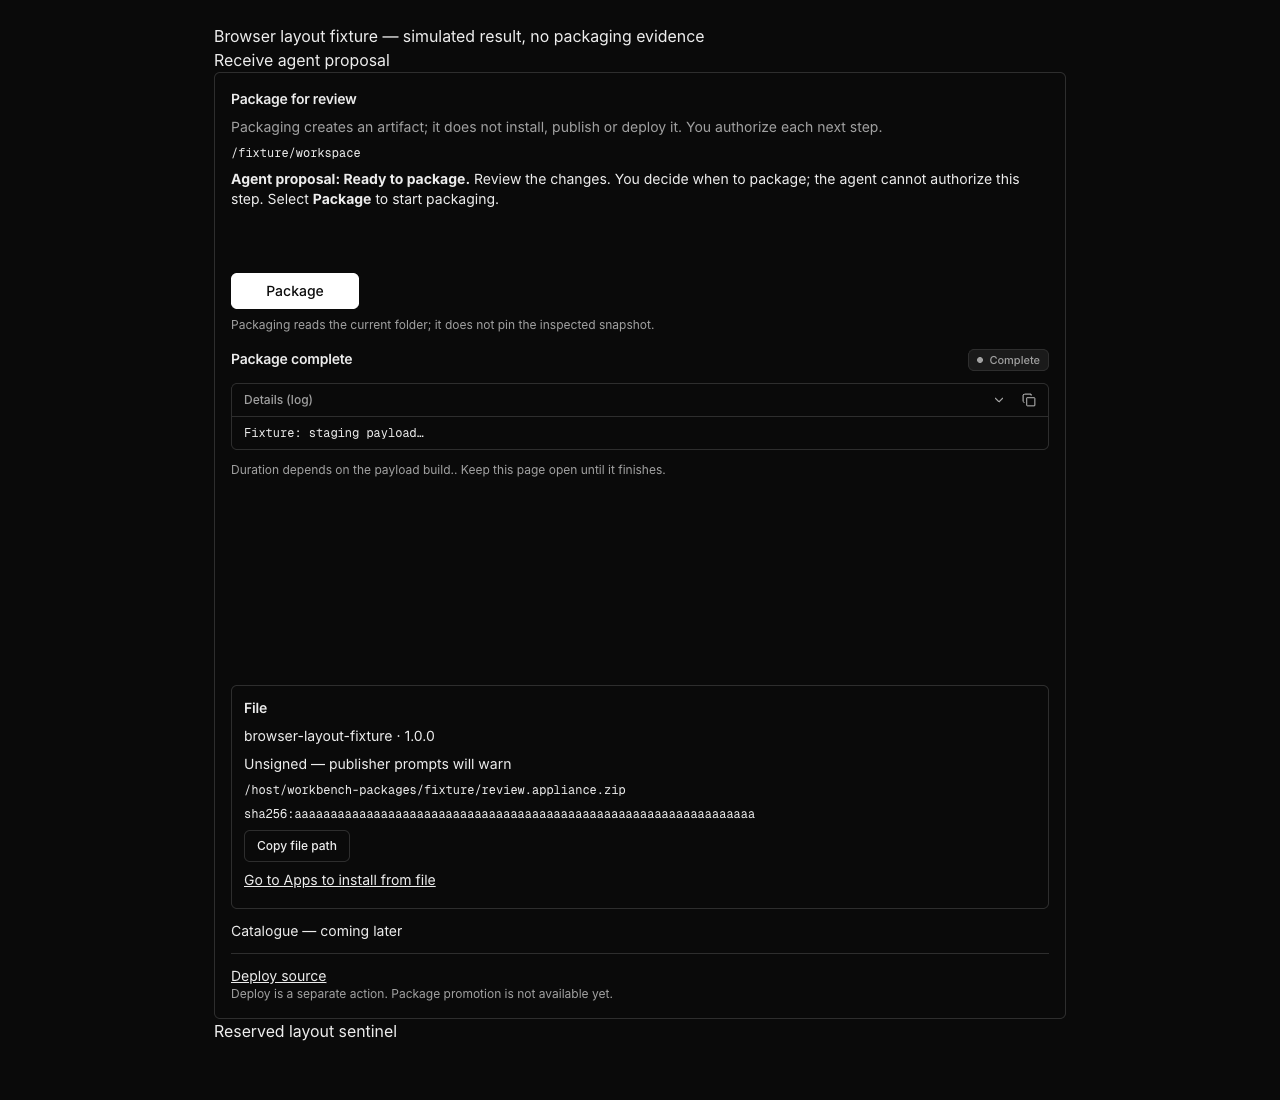 Browser layout fixture — simulated result, no packaging evidence
Receive agent proposal
Package for review
Packaging creates an artifact; it does not install, publish or deploy it. You authorize each next step.
/fixture/workspace
Agent proposal: Ready to package. Review the changes. You decide when to package; the agent cannot authorize this
step. Select Package to start packaging.
Package
Packaging reads the current folder; it does not pin the inspected snapshot.
Package complete
Complete
Details (log)
Fixture: staging payload…
Duration depends on the payload build.. Keep this page open until it finishes.
File
browser-layout-fixture · 1.0.0
Unsigned — publisher prompts will warn
/host/workbench-packages/fixture/review.appliance.zip
sha256:aaaaaaaaaaaaaaaaaaaaaaaaaaaaaaaaaaaaaaaaaaaaaaaaaaaaaaaaaaaaaaaa
Copy file path
Go to Apps to install from file
Catalogue — coming later
Deploy source
Deploy is a separate action. Package promotion is not available yet.
Reserved layout sentinel